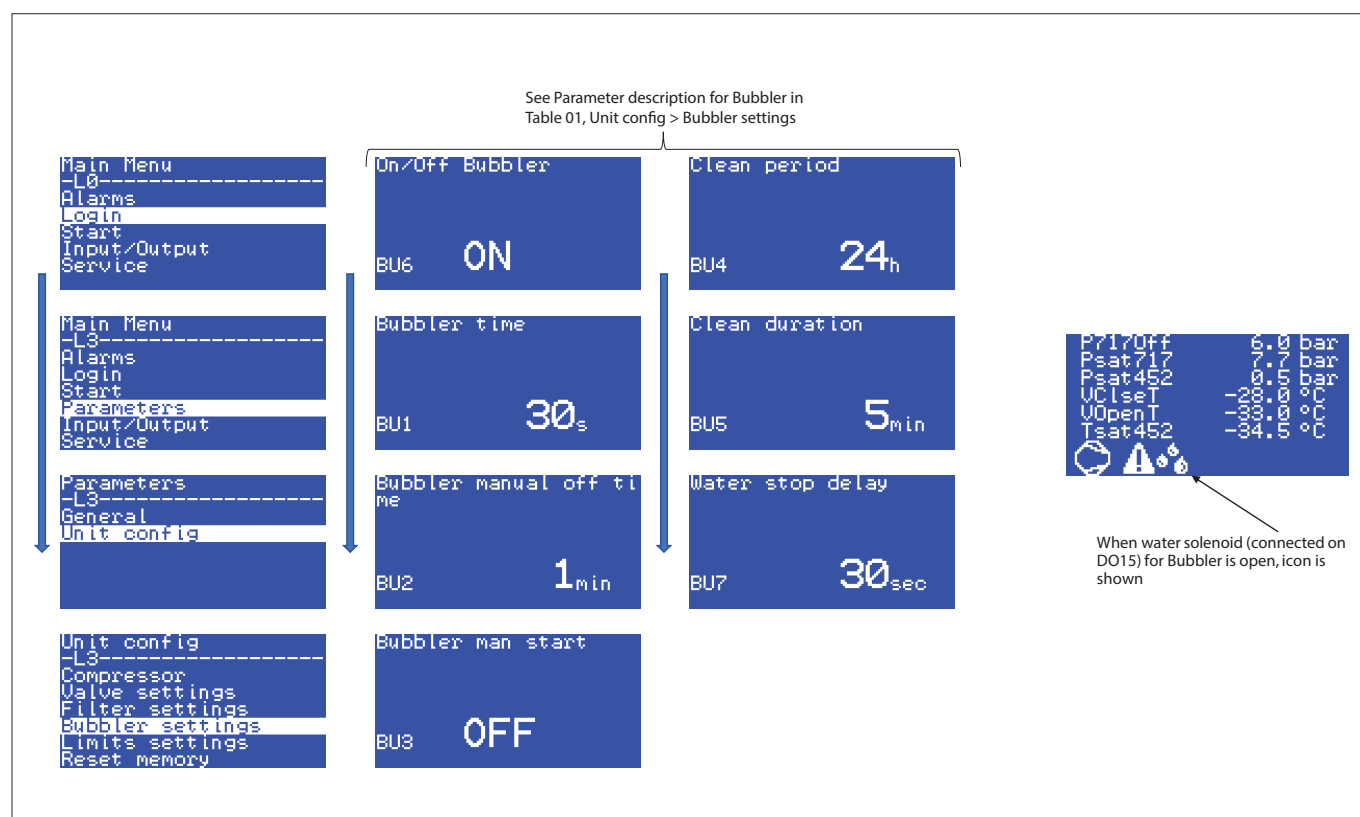 See Parameter description for Bubbler in
Table 01, Unit config > Bubbler settings
Main Menu
-L0-------------------
Alarms
Login
Start
Input/Output
Service
Main Menu
-L3-------------------
Alarms
Login
Start
Parameters
Input/Output
Service
Parameters
-L3-------------------
General
Unit config
Unit config
-L3-------------------
Compressor
Valve settings
Filter settings
Bubbler settings
Limits settings
Reset memory
On/Off Bubbler
BU6 ON
Bubbler time
BU1 30s
Bubbler manual off ti
me
BU2 1min
Bubbler man start
BU3 OFF
Clean period
BU4 24h
Clean duration
BU5 5min
Water stop delay
BU7 30sec
P717Off 6.0 bar
Psat717 7.7 bar
Psat452 0.5 bar
VClseT -28.0 °C
VOpenT -33.0 °C
Tsat452 -34.5 °C
When water solenoid (connected on
DO15) for Bubbler is open, icon is
shown